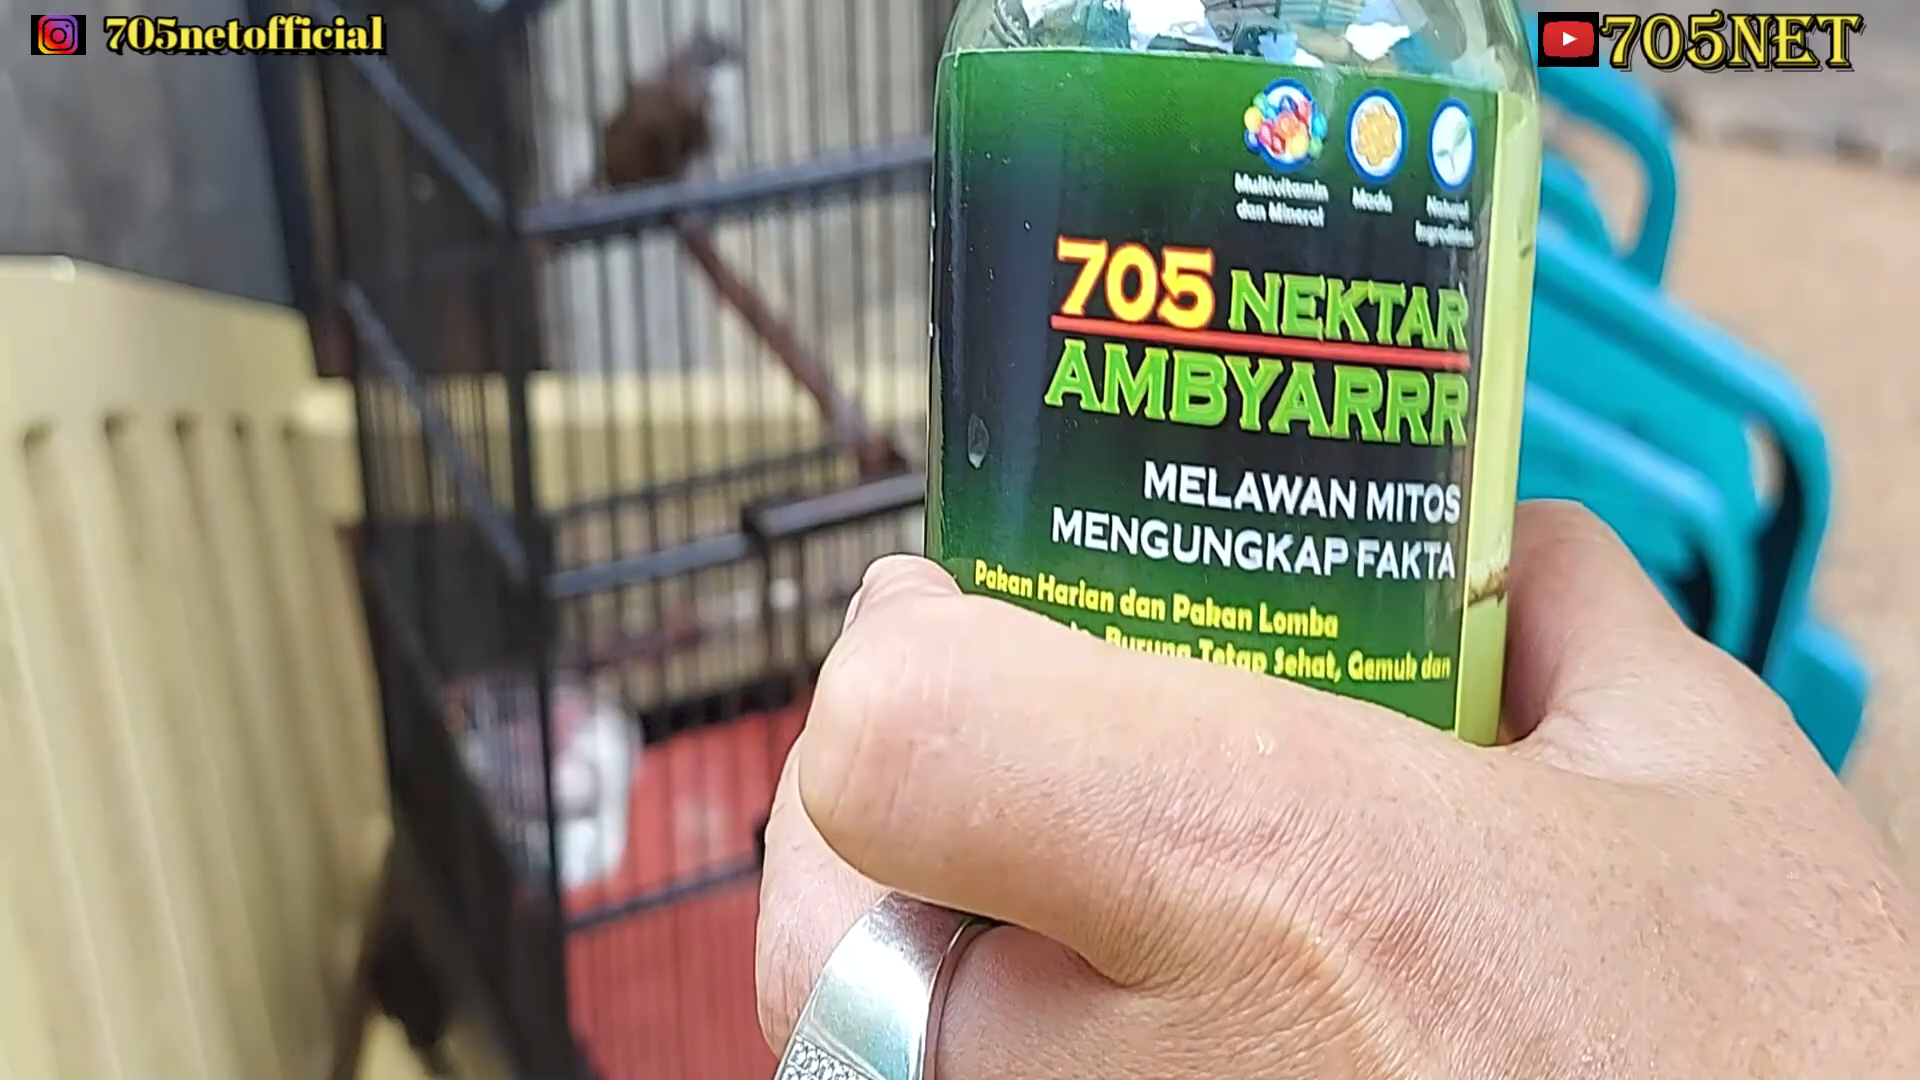 705netofficial
705NET
Multivitamin
dan Mineral
Madu
Natural
Ingredients
705 NEKTAR
AMBYARRR
MELAWAN MITOS
MENGUNGKAP FAKTA
Pakan Harian dan Pakan Lomba
Burung Tetap Sehat, Gemuk dan